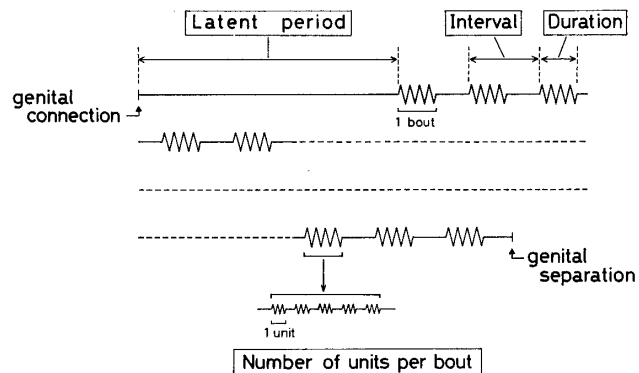 Latent period
Interval
Duration
genital
connection
1 bout
genital
separation
1 unit
Number of units per bout